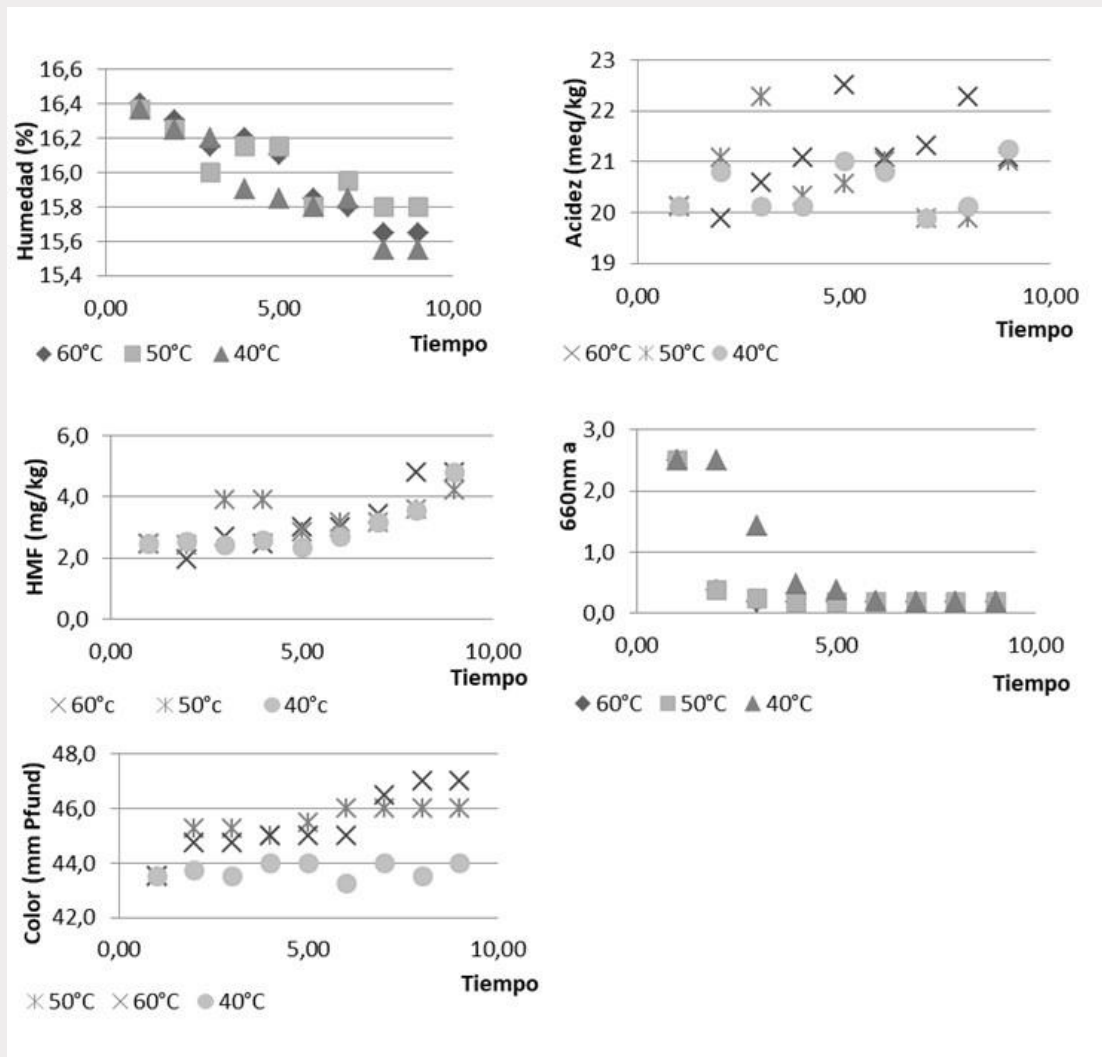 Humedad (%)
16,6
16,4
16,2
16,0
15,8
15,6
15,4
0,00 5,00 10,00
Tiempo
60°C 50°C 40°C
Acidez (meq/kg)
23
22
21
20
19
0,00 5,00 10,00
Tiempo
60°C 50°C 40°C
HMF (mg/kg)
6,0
4,0
2,0
0,0
0,00 5,00 10,00
Tiempo
60°c 50°c 40°c
660nm a
3,0
2,0
1,0
0,0
0,00 5,00 10,00
Tiempo
60°C 50°C 40°C
Color (mm Pfund)
48,0
46,0
44,0
42,0
0,00 5,00 10,00
Tiempo
50°C 60°C 40°C